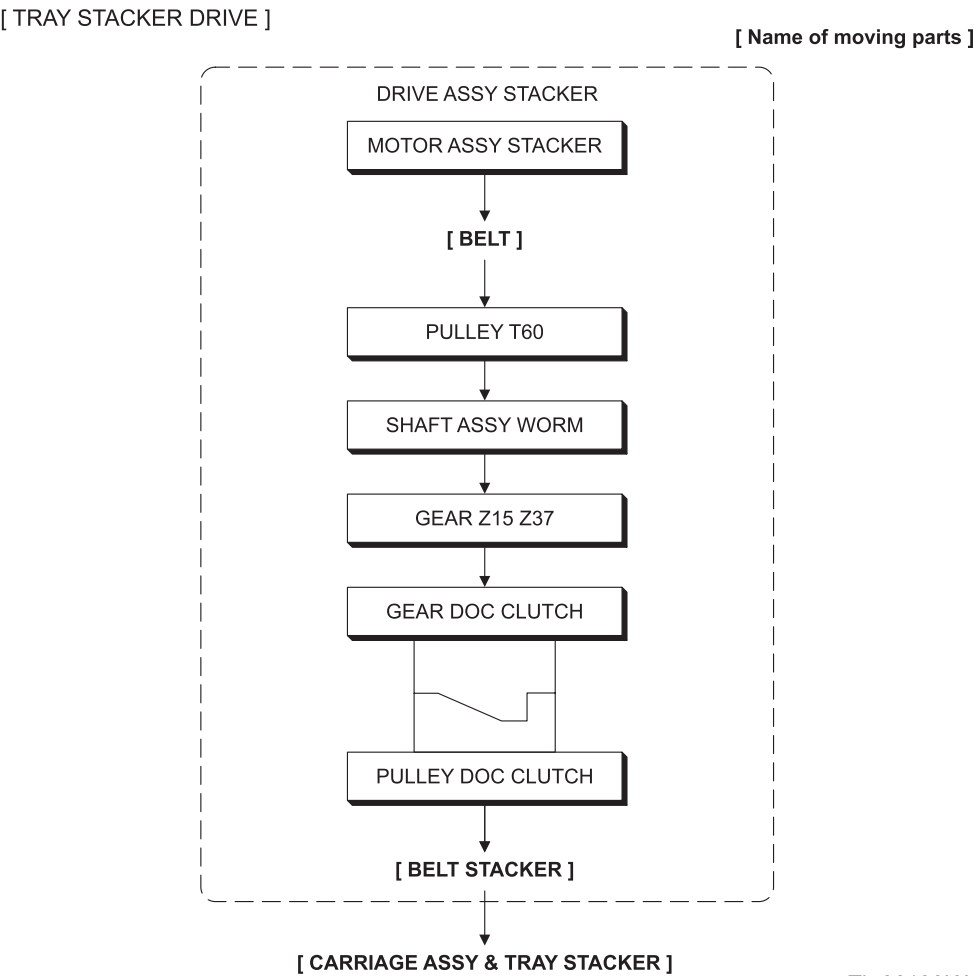 [ TRAY STACKER DRIVE ]
[ Name of moving parts ]
DRIVE ASSY STACKER
MOTOR ASSY STACKER
[ BELT ]
PULLEY T60
SHAFT ASSY WORM
GEAR Z15 Z37
GEAR DOC CLUTCH
PULLEY DOC CLUTCH
[ BELT STACKER ]
[ CARRIAGE ASSY & TRAY STACKER ]